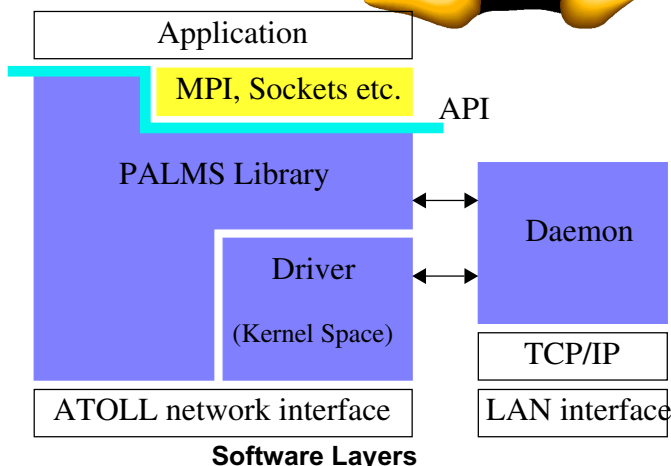 Application
MPI, Sockets etc.
API
PALMS Library
Daemon
Driver
(Kernel Space)
TCP/IP
ATOLL network interface
LAN interface
Software Layers